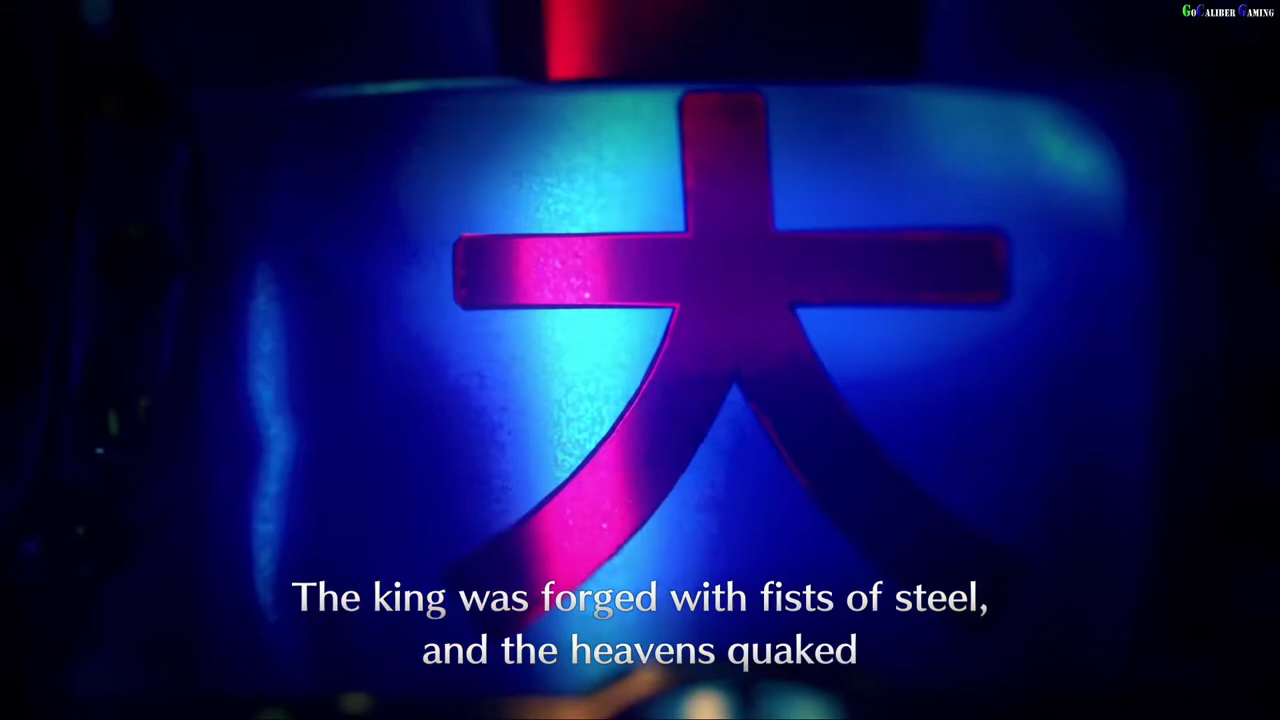 GoCaliber Gaming
大
The king was forged with fists of steel,
and the heavens quaked